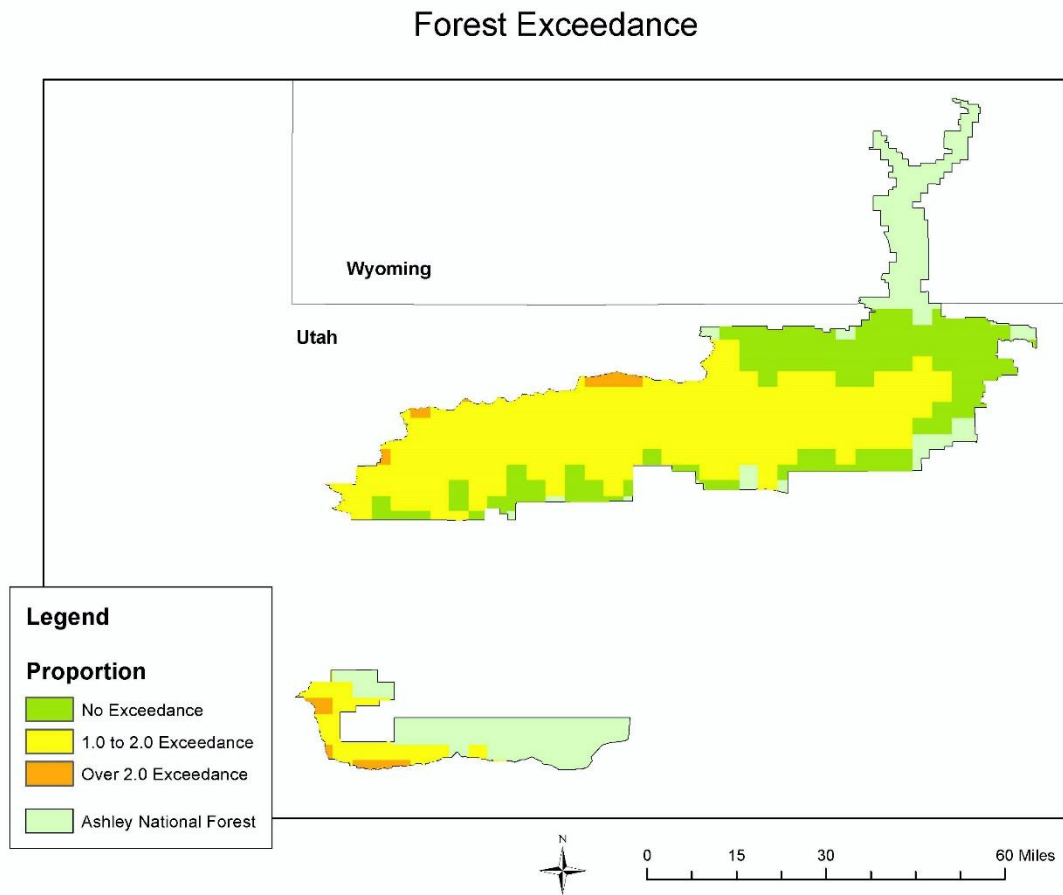 Forest Exceedance
Wyoming
Utah
Legend
Proportion
No Exceedance
1.0 to 2.0 Exceedance
Over 2.0 Exceedance
Ashley National Forest
N
0 15 30 60 Miles